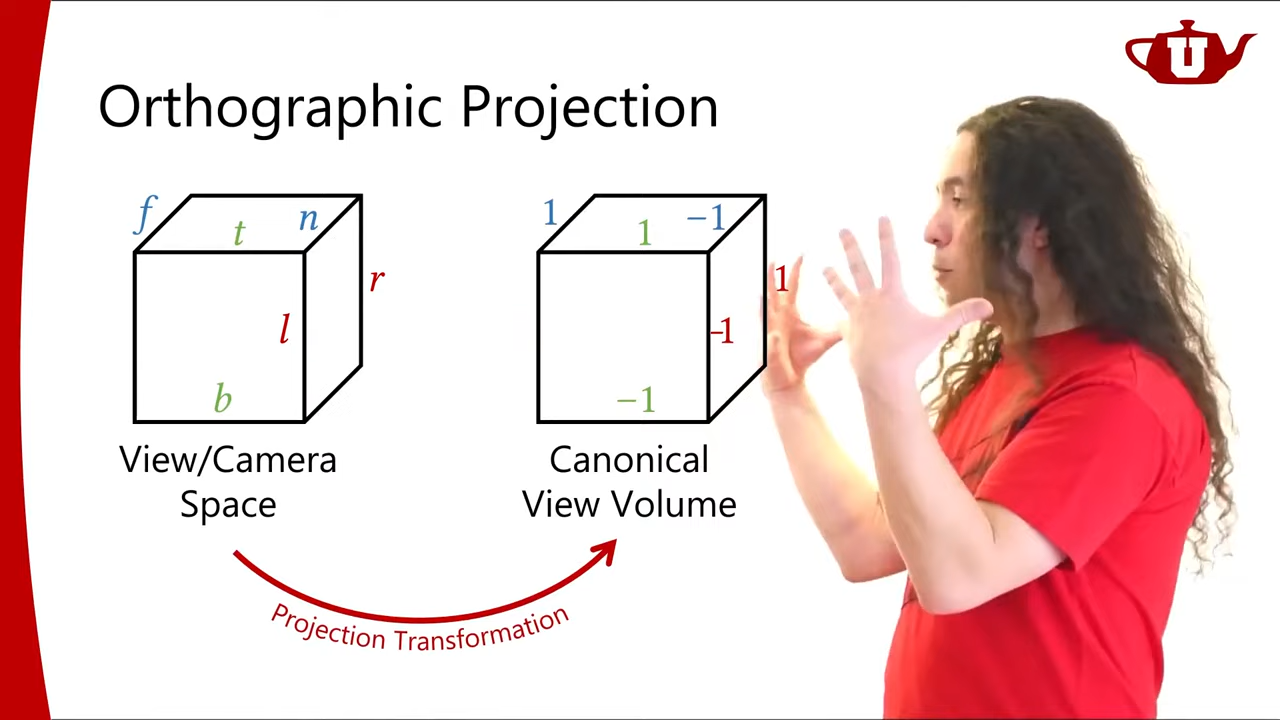 U
Orthographic Projection
f
t
n
r
l
b
1
1
−1
1
-1
−1
View/Camera
Space
Canonical
View Volume
Projection Transformation